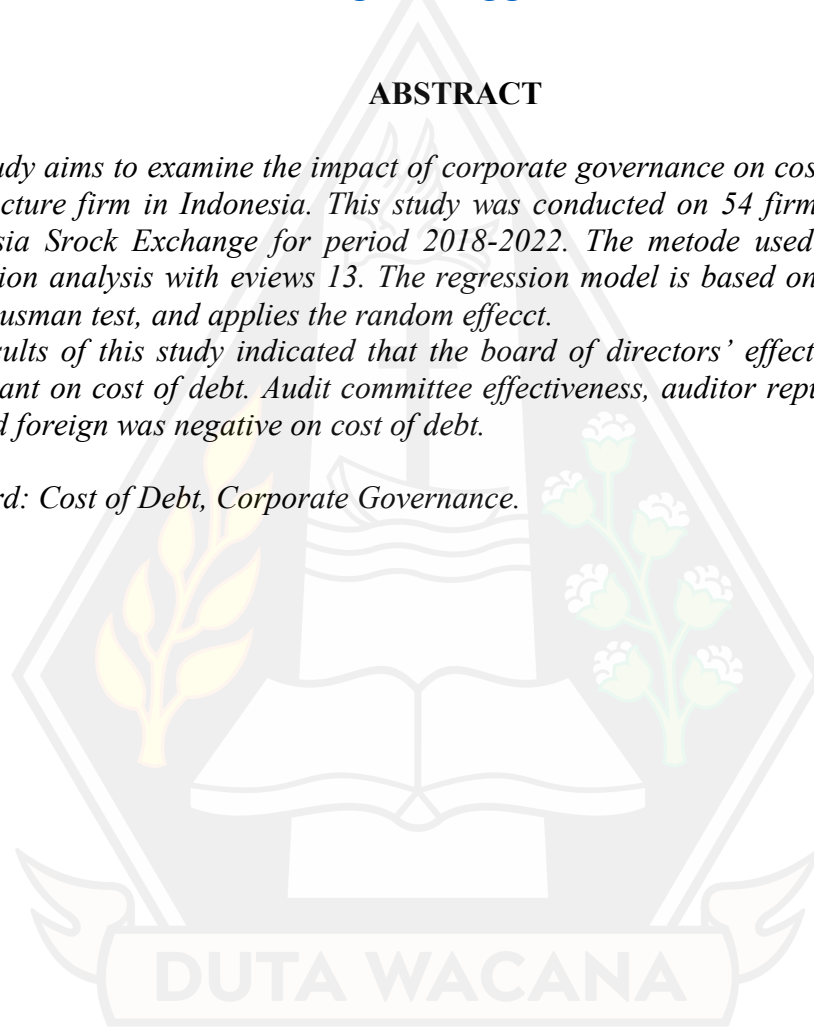 ABSTRACT
udy aims to examine the impact of corporate governance on cos
cture firm in Indonesia. This study was conducted on 54 firm
sia Srock Exchange for period 2018-2022. The metode used
ion analysis with eviews 13. The regression model is based on
usman test, and applies the random effecct.
sults of this study indicated that the board of directors’ effect
ant on cost of debt. Audit committee effectiveness, auditor rept
d foreign was negative on cost of debt.
rd: Cost of Debt, Corporate Governance.
DUTA WACANA